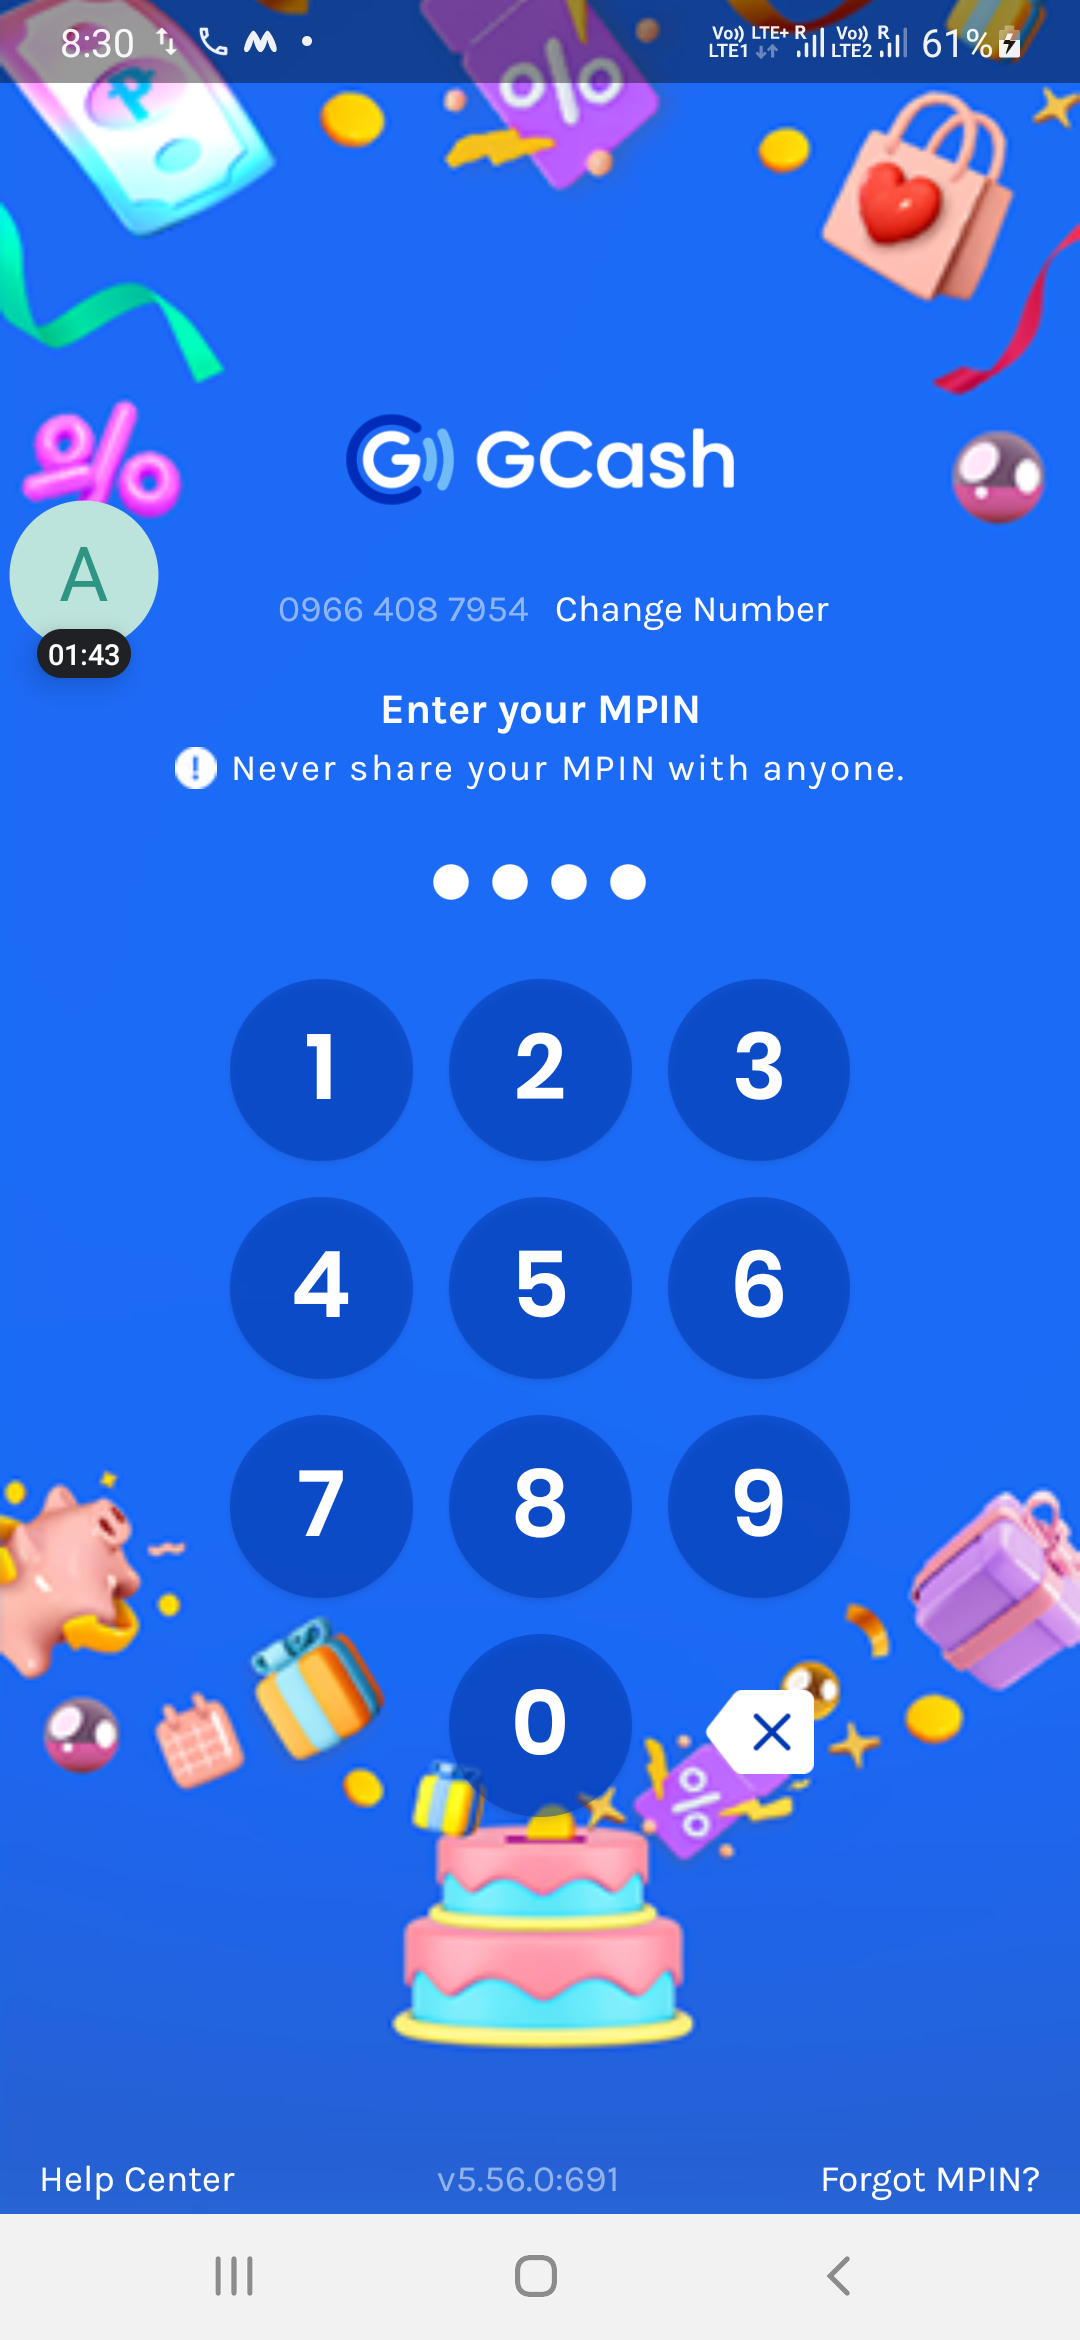 8:30 Vo)) LTE+ R Vo)) R 61%
LTE1 LTE2
%
%
GCash
A
01:43
0966 408 7954 Change Number
Enter your MPIN
! Never share your MPIN with anyone.
1 2 3
4 5 6
7 8 9
0
%
Help Center v5.56.0:691 Forgot MPIN?